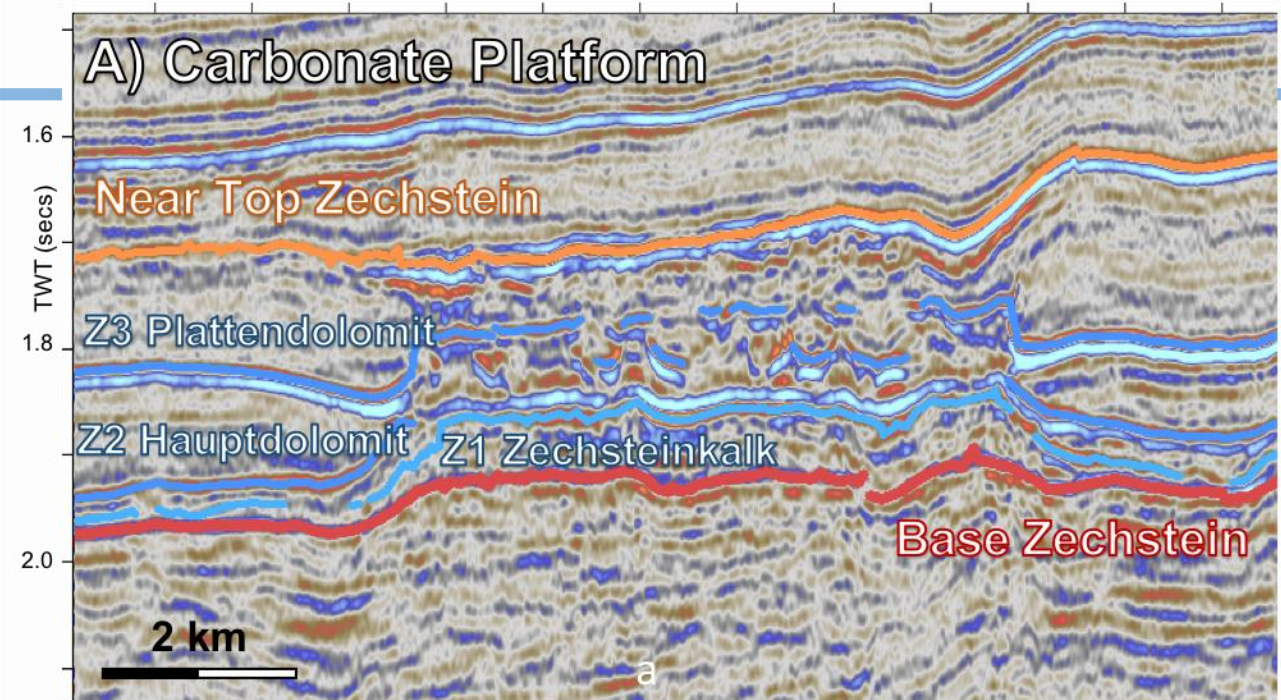 A) Carbonate Platform
1.6
Near Top Zechstein
TWT (secs)
Z3 Plattendolomit
1.8
Z2 Hauptdolomit
Z1 Zechsteinkalk
Base Zechstein
2.0
2 km
a